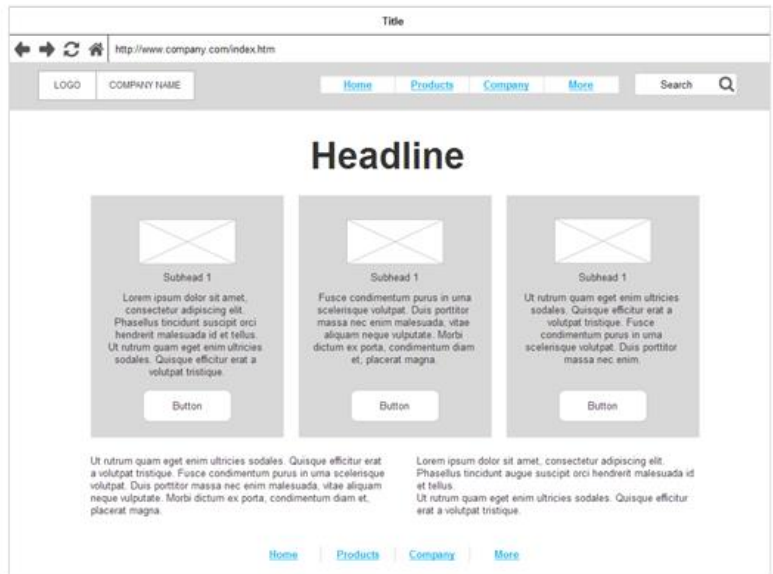 Title
http://www.company.com/index.htm
LOGO COMPANY NAME Home Products Company More Search
Headline
Subhead 1
Lorem ipsum dolor sit amet,
consectetur adipiscing elit.
Phasellus tincidunt suscipit orci
hendrerit malesuada id et tellus.
Ut rutrum quam eget enim ultricies
sodales. Quisque efficitur erat a
volutpat tristique.
Button
Subhead 1
Fusce condimentum purus in urna
scelerisque volutpat. Duis porttitor
massa nec enim malesuada, vitae
aliquam neque vulputate. Morbi
dictum ex porta, condimentum diam
et, placerat magna.
Button
Subhead 1
Ut rutrum quam eget enim ultricies
sodales. Quisque efficitur erat a
volutpat tristique. Fusce
condimentum purus in urna
scelerisque volutpat. Duis porttitor
massa nec enim.
Button
Ut rutrum quam eget enim ultricies sodales. Quisque efficitur erat
a volutpat tristique. Fusce condimentum purus in urna scelerisque
volutpat. Duis porttitor massa nec enim malesuada, vitae aliquam
neque vulputate. Morbi dictum ex porta, condimentum diam et,
placerat magna.
Lorem ipsum dolor sit amet, consectetur adipiscing elit.
Phasellus tincidunt augue suscipit orci hendrerit malesuada id
et tellus.
Ut rutrum quam eget enim ultricies sodales. Quisque efficitur
erat a volutpat tristique.
Home Products Company More